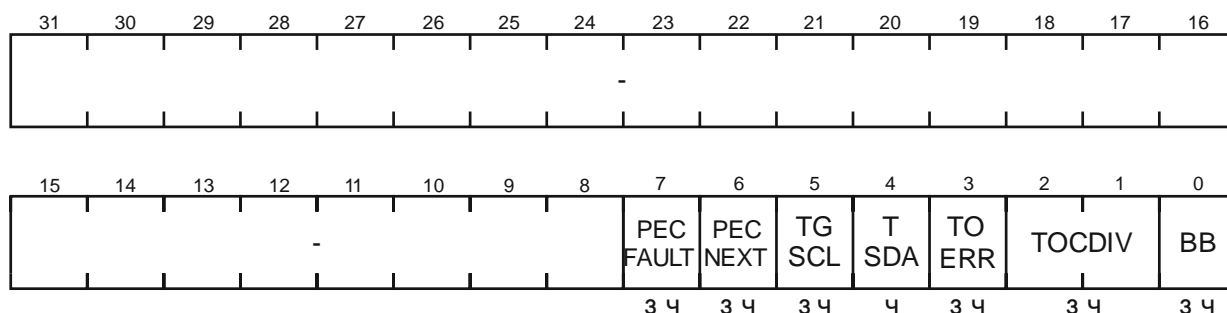 31 30 29 28 27 26 25 24 23 22 21 20 19 18 17 16
-
15 14 13 12 11 10 9 8 7 6 5 4 3 2 1 0
- PEC FAULT PEC NEXT TG SCL T SDA TO ERR TOCDIV BB
З Ч З Ч З Ч Ч З Ч З Ч З Ч